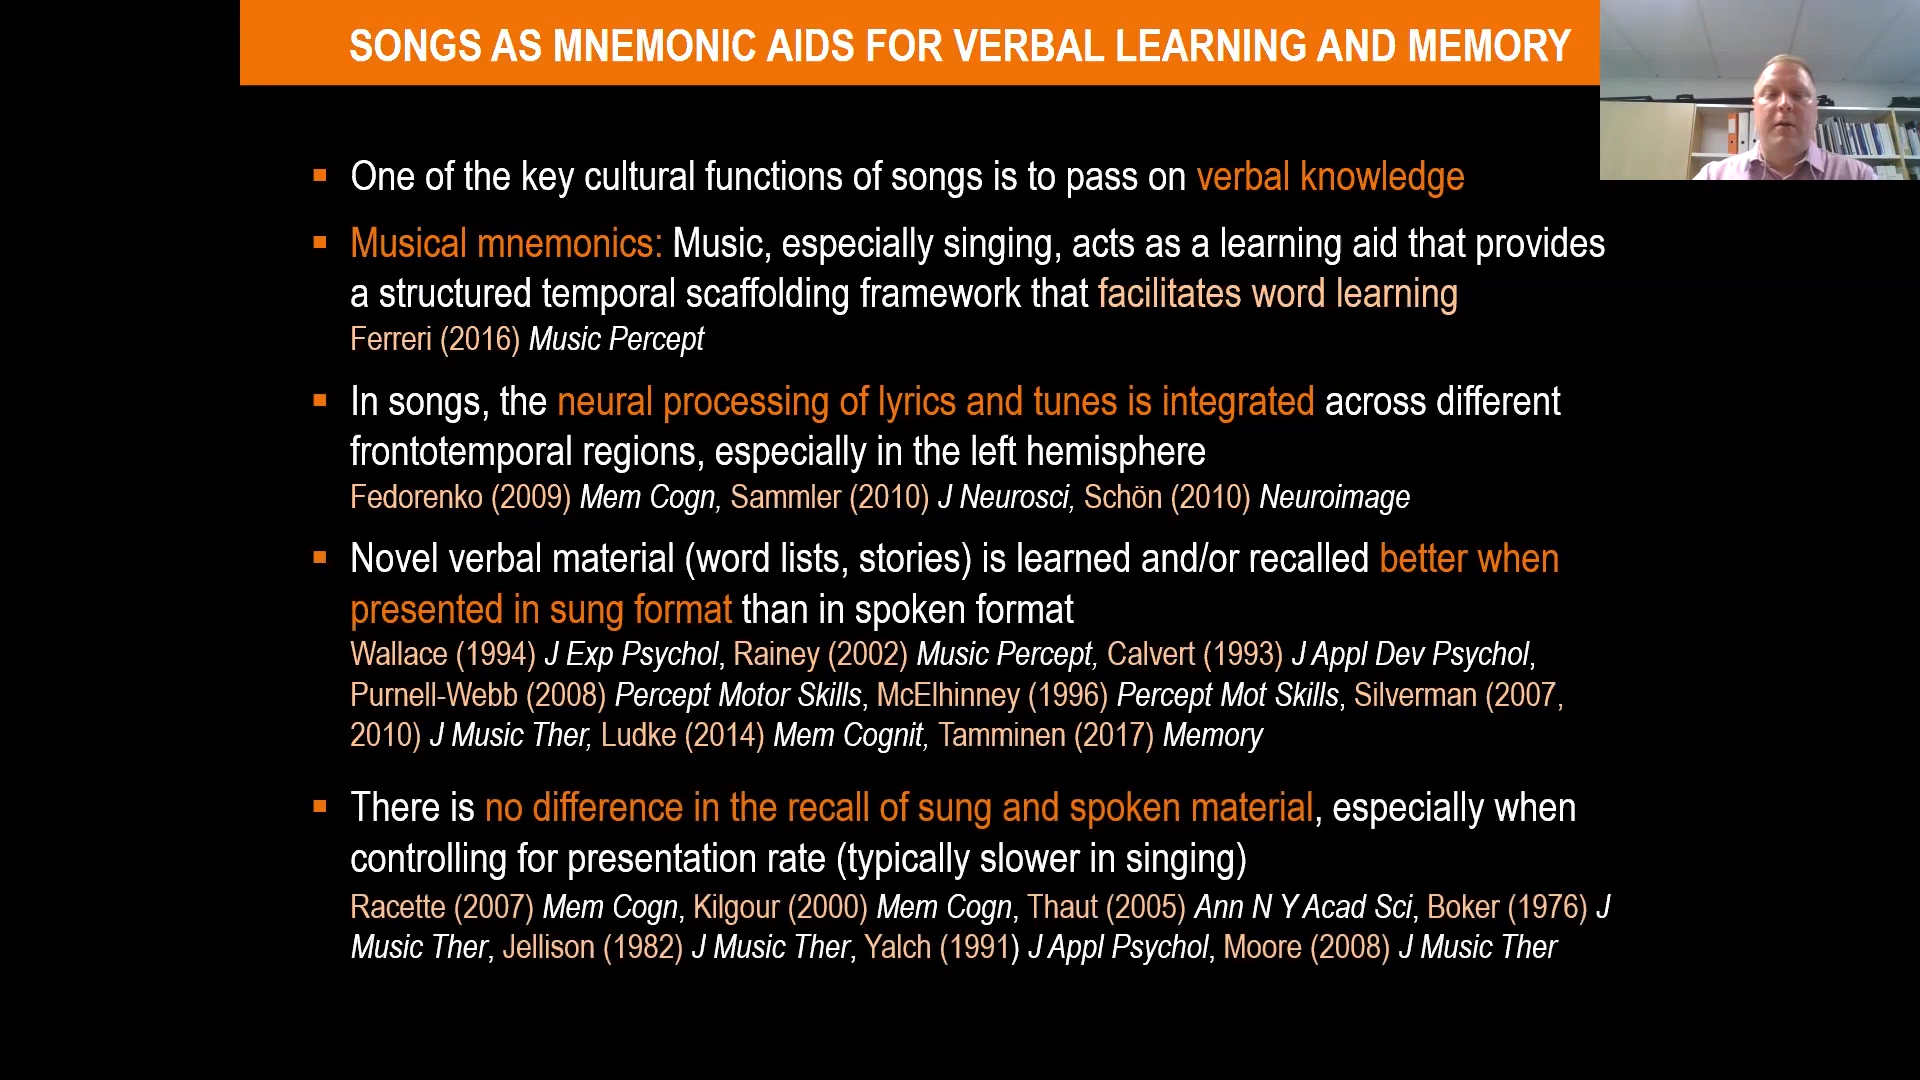 SONGS AS MNEMONIC AIDS FOR VERBAL LEARNING AND MEMORY
One of the key cultural functions of songs is to pass on verbal knowledge
Musical mnemonics: Music, especially singing, acts as a learning aid that provides
a structured temporal scaffolding framework that facilitates word learning
Ferreri (2016) Music Percept
In songs, the neural processing of lyrics and tunes is integrated across different
frontotemporal regions, especially in the left hemisphere
Fedorenko (2009) Mem Cogn, Sammler (2010) J Neurosci, Schön (2010) Neuroimage
Novel verbal material (word lists, stories) is learned and/or recalled better when
presented in sung format than in spoken format
Wallace (1994) J Exp Psychol, Rainey (2002) Music Percept, Calvert (1993) J Appl Dev Psychol,
Purnell-Webb (2008) Percept Motor Skills, McElhinney (1996) Percept Mot Skills, Silverman (2007,
2010) J Music Ther, Ludke (2014) Mem Cognit, Tamminen (2017) Memory
There is no difference in the recall of sung and spoken material, especially when
controlling for presentation rate (typically slower in singing)
Racette (2007) Mem Cogn, Kilgour (2000) Mem Cogn, Thaut (2005) Ann N Y Acad Sci, Boker (1976) J
Music Ther, Jellison (1982) J Music Ther, Yalch (1991) J Appl Psychol, Moore (2008) J Music Ther